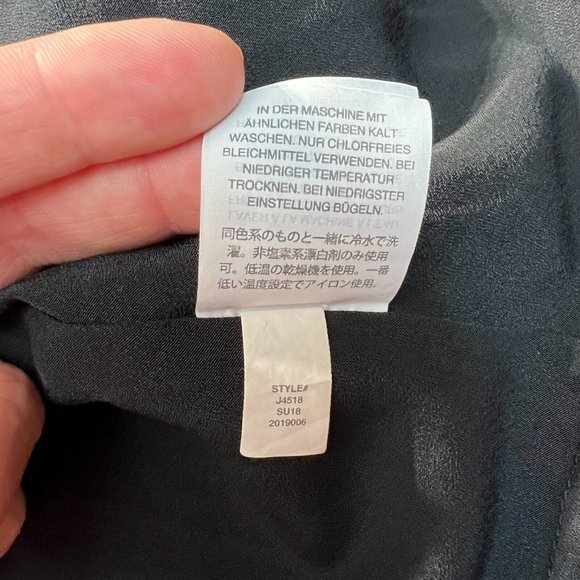 IN DER MASCHINE MIT
ÄHNLICHEN FARBEN KALT
WASCHEN. NUR CHLORFREIES
BLEICHMITTEL VERWENDEN. BEI
NIEDRIGER TEMPERATUR
TROCKNEN. BEI NIEDRIGSTER
EINSTELLUNG BÜGELN.
同色系のものと一緒に冷水で洗
濯。非塩素系漂白剤のみ使用
可。低温の乾燥機を使用。一番
低い温度設定でアイロン使用。
STYLE#
J4518
SU18
2019006